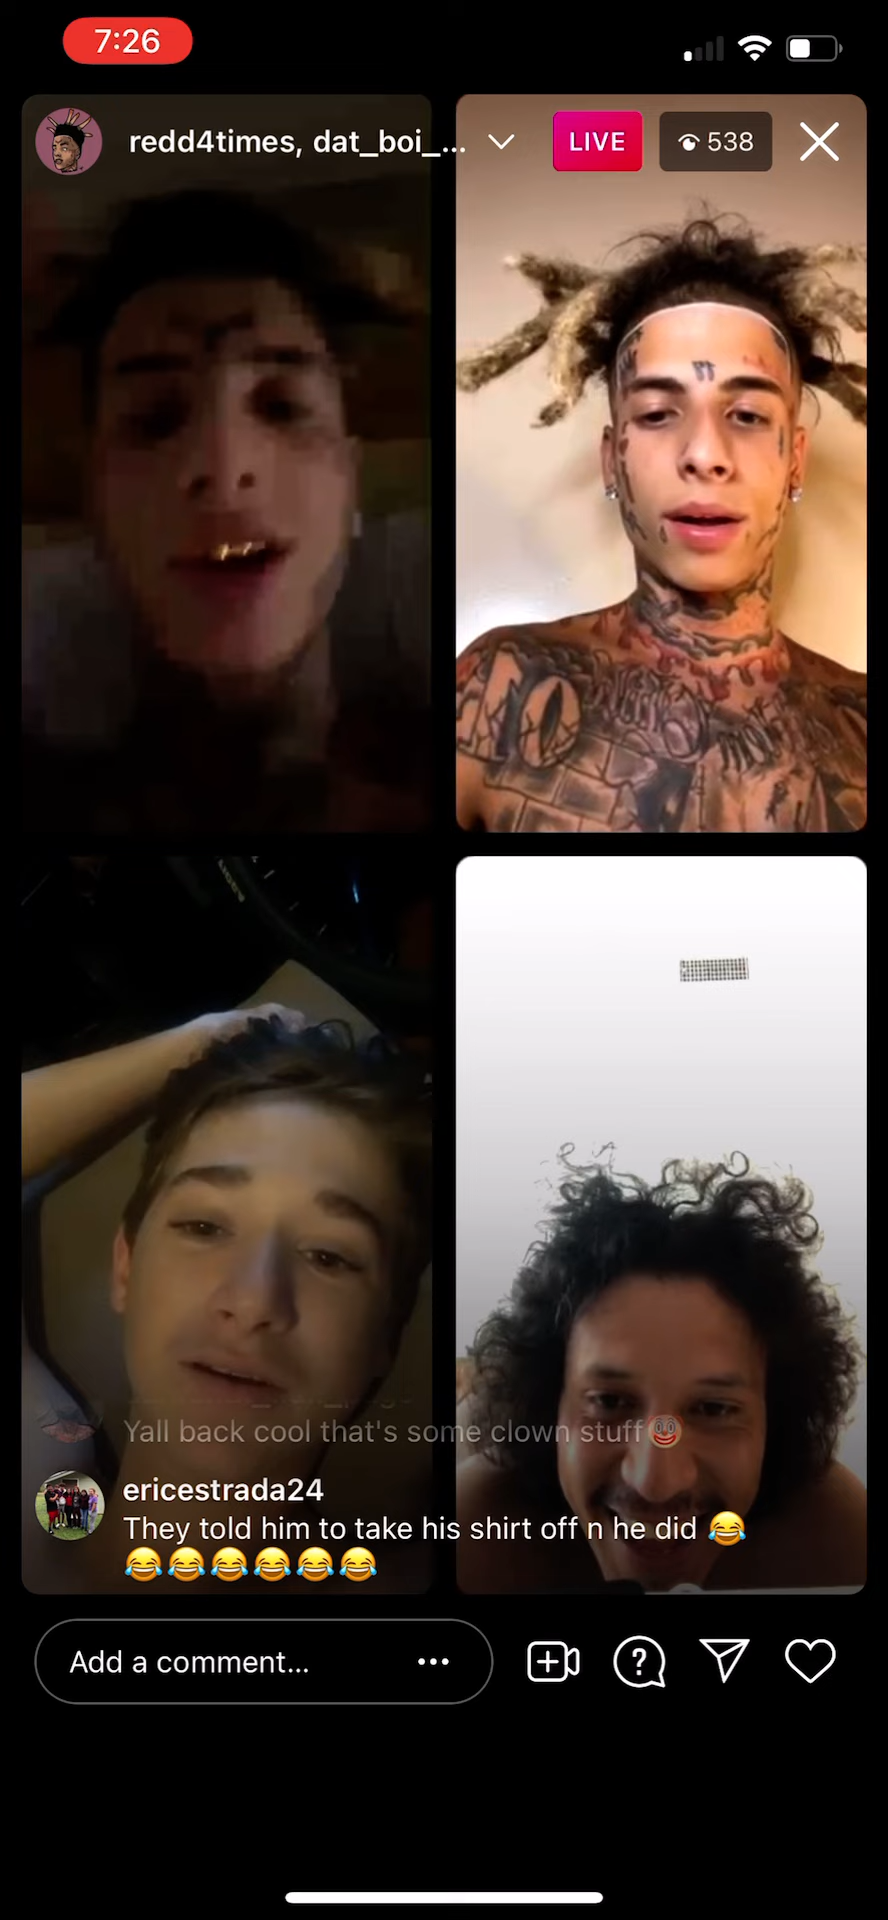 7:26
redd4times, dat_boi_...
LIVE
538
Yall back cool that's some clown stuff🤡
ericestrada24
They told him to take his shirt off n he did 😂
😂😂😂😂😂😂
Add a comment...